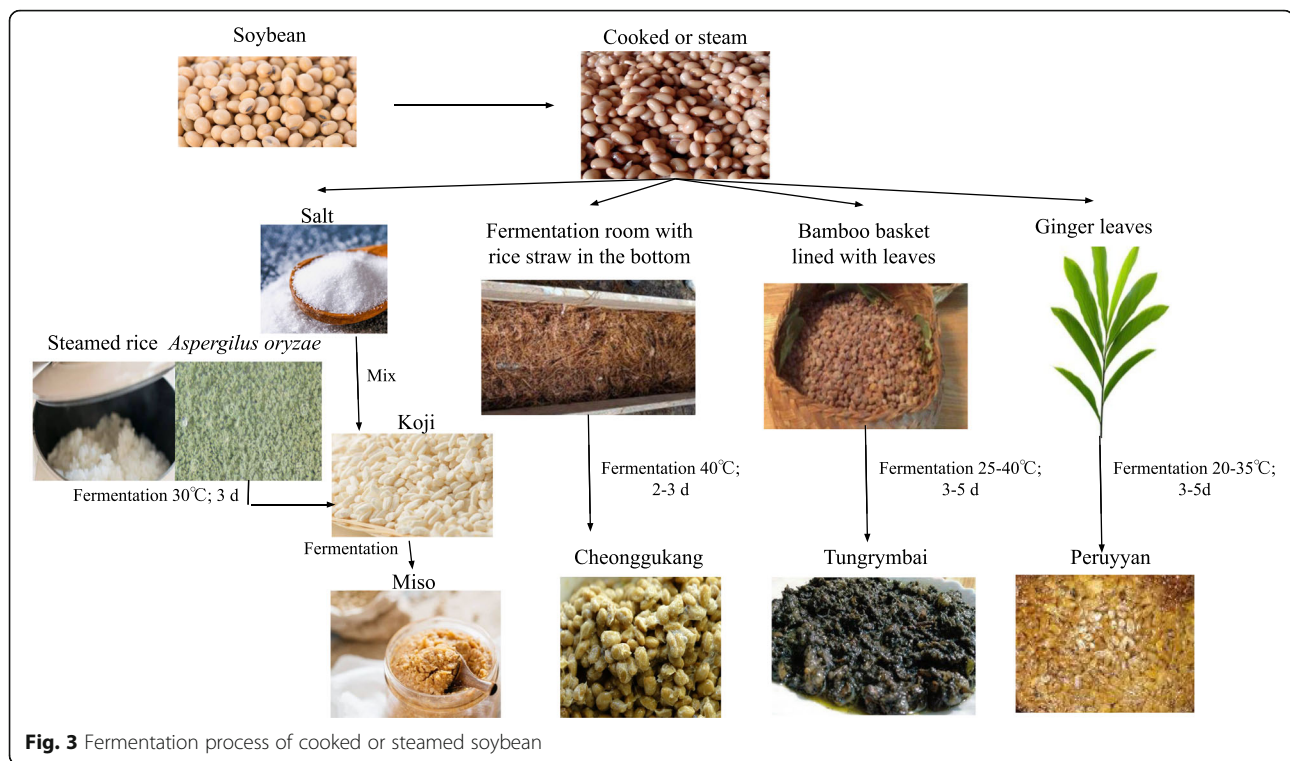 Soybean
Cooked or steam
Salt
Fermentation room with
rice straw in the bottom
Bamboo basket
lined with leaves
Ginger leaves
Steamed rice Aspergilus oryzae
Mix
Koji
Fermentation 30℃; 3 d
Fermentation 40℃;
2-3 d
Fermentation 25-40℃;
3-5 d
Fermentation 20-35℃;
3-5d
Fermentation
Miso
Cheonggukang
Tungrymbai
Peruyyan
Fig. 3 Fermentation process of cooked or steamed soybean